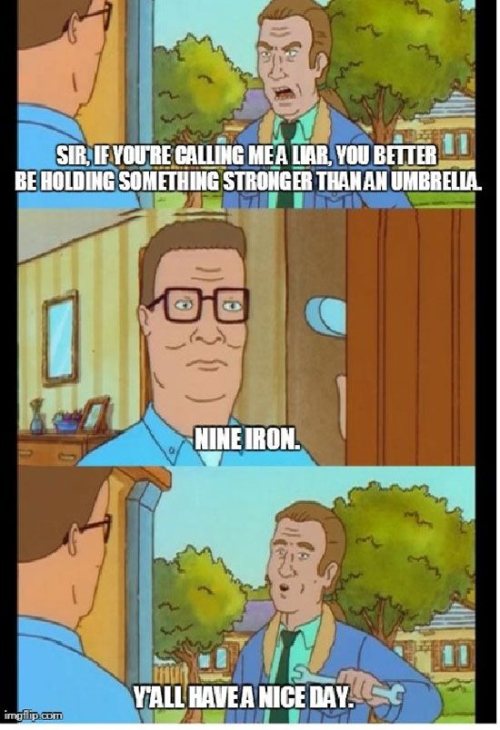 SIR, IF YOU'RE CALLING ME A LIAR, YOU BETTER
BE HOLDING SOMETHING STRONGER THAN AN UMBRELLA.
NINE IRON.
Y'ALL HAVE A NICE DAY.
imgflip.com